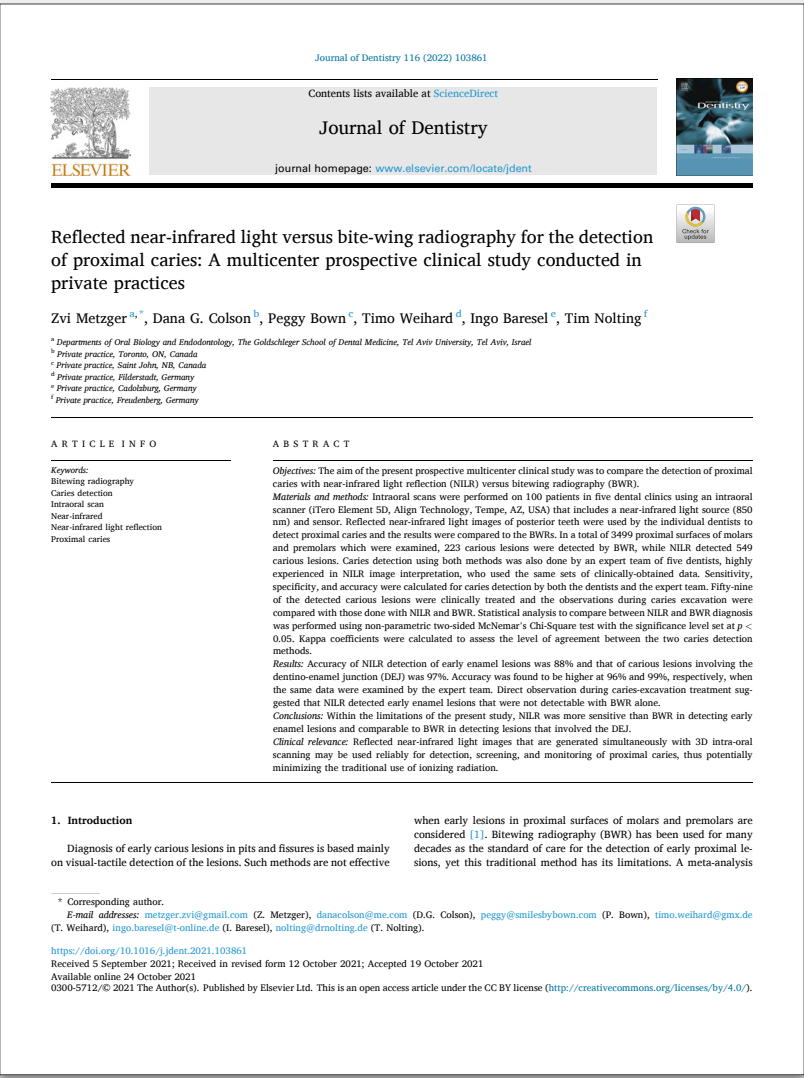 Journal of Dentistry 116 (2022) 103861
Contents lists available at ScienceDirect
Journal of Dentistry
journal homepage: www.elsevier.com/locate/jdent
ELSEVIER
Dentistry
Check for
updates
Reflected near-infrared light versus bite-wing radiography for the detection
of proximal caries: A multicenter prospective clinical study conducted in
private practices
Zvi Metzger a,*, Dana G. Colson b, Peggy Bown c, Timo Weihard d, Ingo Baresel e, Tim Nolting f
a Departments of Oral Biology and Endodontology, The Goldschleger School of Dental Medicine, Tel Aviv University, Tel Aviv, Israel
b Private practice, Toronto, ON, Canada
c Private practice, Saint John, NB, Canada
d Private practice, Filderstadt, Germany
e Private practice, Cadolzburg, Germany
f Private practice, Freudenberg, Germany
A R T I C L E I N F O
Keywords:
Bitewing radiography
Caries detection
Intraoral scan
Near-infrared
Near-infrared light reflection
Proximal caries
A B S T R A C T
Objectives: The aim of the present prospective multicenter clinical study was to compare the detection of proximal
caries with near-infrared light reflection (NILR) versus bitewing radiography (BWR).
Materials and methods: Intraoral scans were performed on 100 patients in five dental clinics using an intraoral
scanner (iTero Element 5D, Align Technology, Tempe, AZ, USA) that includes a near-infrared light source (850
nm) and sensor. Reflected near-infrared light images of posterior teeth were used by the individual dentists to
detect proximal caries and the results were compared to the BWRs. In a total of 3499 proximal surfaces of molars
and premolars which were examined, 223 carious lesions were detected by BWR, while NILR detected 549
carious lesions. Caries detection using both methods was also done by an expert team of five dentists, highly
experienced in NILR image interpretation, who used the same sets of clinically-obtained data. Sensitivity,
specificity, and accuracy were calculated for caries detection by both the dentists and the expert team. Fifty-nine
of the detected carious lesions were clinically treated and the observations during caries excavation were
compared with those done with NILR and BWR. Statistical analysis to compare between NILR and BWR diagnosis
was performed using non-parametric two-sided McNemar's Chi-Square test with the significance level set at p <
0.05. Kappa coefficients were calculated to assess the level of agreement between the two caries detection
methods.
Results: Accuracy of NILR detection of early enamel lesions was 88% and that of carious lesions involving the
dentino-enamel junction (DEJ) was 97%. Accuracy was found to be higher at 96% and 99%, respectively, when
the same data were examined by the expert team. Direct observation during caries-excavation treatment sug-
gested that NILR detected early enamel lesions that were not detectable with BWR alone.
Conclusions: Within the limitations of the present study, NILR was more sensitive than BWR in detecting early
enamel lesions and comparable to BWR in detecting lesions that involved the DEJ.
Clinical relevance: Reflected near-infrared light images that are generated simultaneously with 3D intra-oral
scanning may be used reliably for detection, screening, and monitoring of proximal caries, thus potentially
minimizing the traditional use of ionizing radiation.
1. Introduction
Diagnosis of early carious lesions in pits and fissures is based mainly
on visual-tactile detection of the lesions. Such methods are not effective
when early lesions in proximal surfaces of molars and premolars are
considered [1]. Bitewing radiography (BWR) has been used for many
decades as the standard of care for the detection of early proximal le-
sions, yet this traditional method has its limitations. A meta-analysis
* Corresponding author.
E-mail addresses: metzger.zvi@gmail.com (Z. Metzger), danacolson@me.com (D.G. Colson), peggy@smilesbybown.com (P. Bown), timo.weihard@gmx.de
(T. Weihard), ingo.baresel@t-online.de (I. Baresel), nolting@drnolting.de (T. Nolting).
https://doi.org/10.1016/j.jdent.2021.103861
Received 5 September 2021; Received in revised form 12 October 2021; Accepted 19 October 2021
Available online 24 October 2021
0300-5712/© 2021 The Author(s). Published by Elsevier Ltd. This is an open access article under the CC BY license (http://creativecommons.org/licenses/by/4.0/).